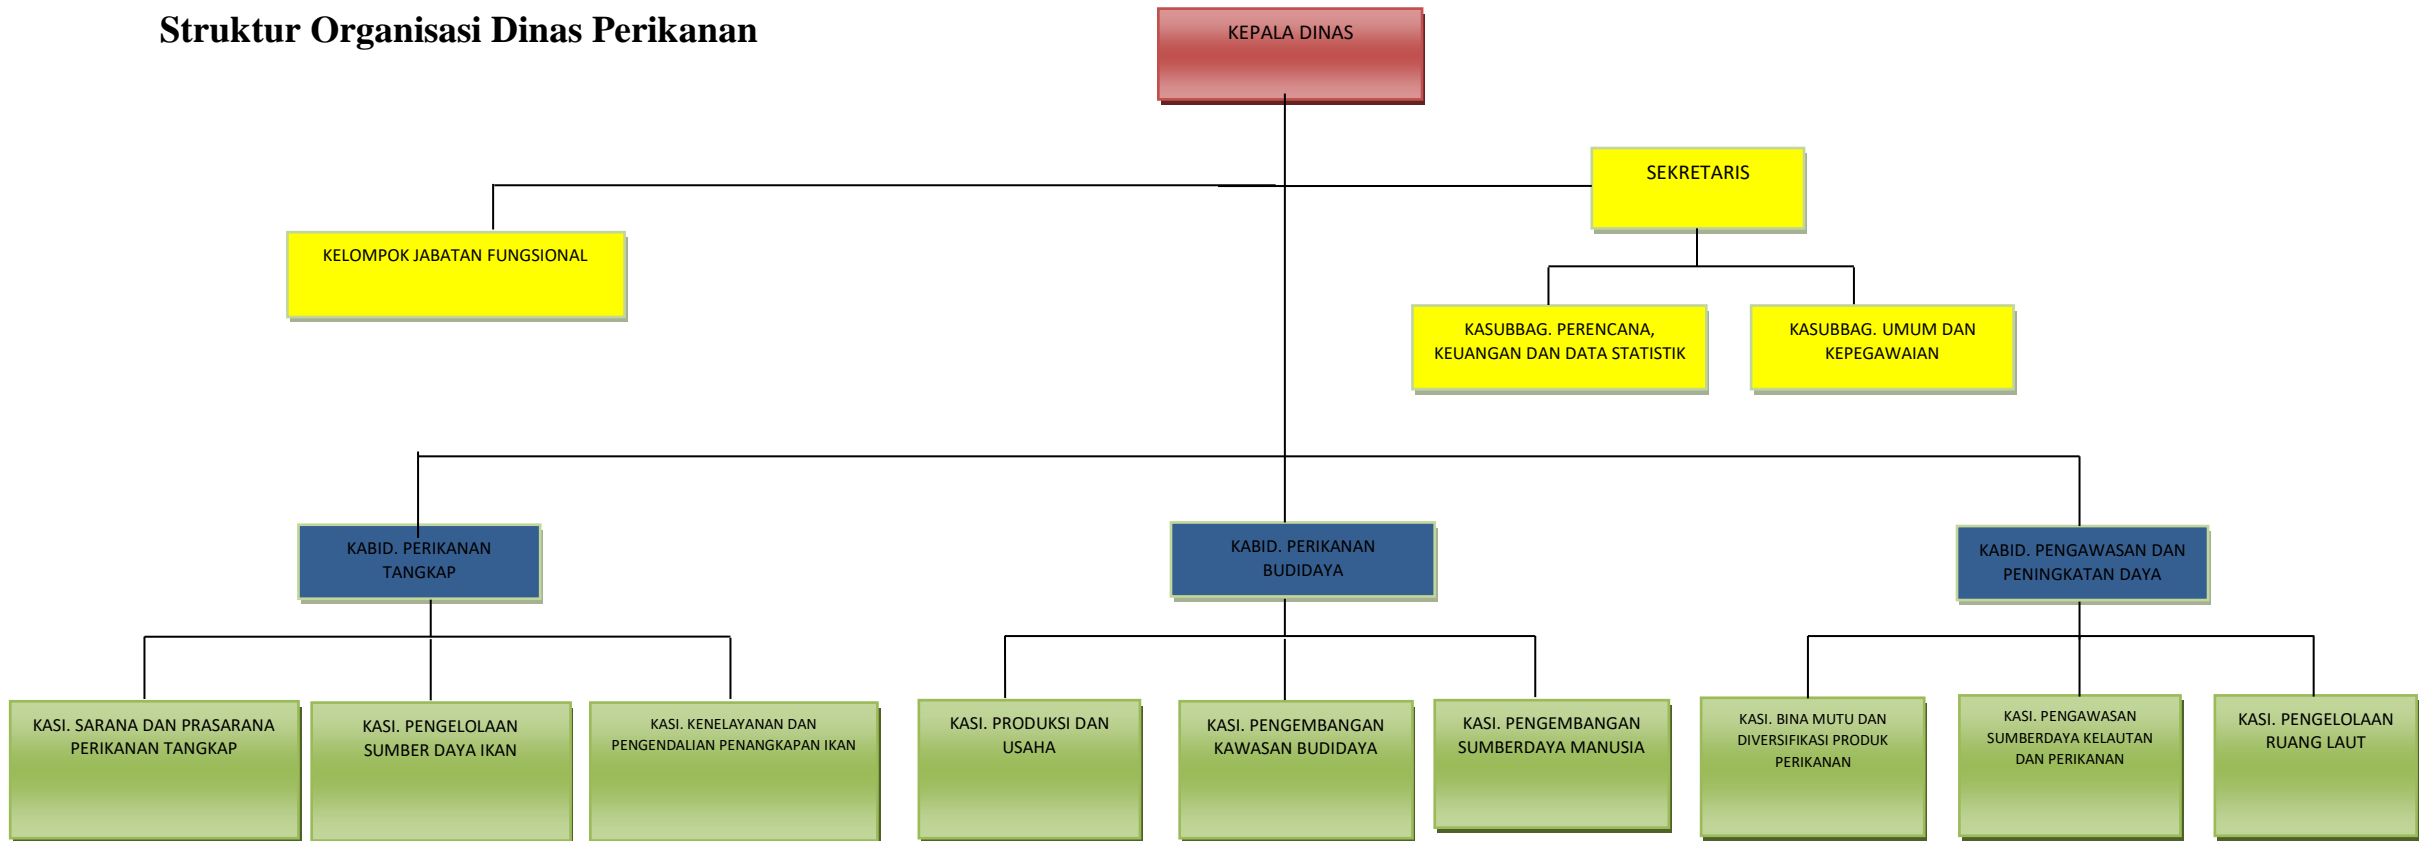 Struktur Organisasi Dinas Perikanan
KEPALA DINAS
SEKRETARIS
KELOMPOK JABATAN FUNGSIONAL
KASUBBAG. PERENCANA,
KEUANGAN DAN DATA STATISTIK
KASUBBAG. UMUM DAN
KEPEGAWAIAN
KABID. PERIKANAN
TANGKAP
KABID. PERIKANAN
BUDIDAYA
KABID. PENGAWASAN DAN
PENINGKATAN DAYA
KASI. SARANA DAN PRASARANA
PERIKANAN TANGKAP
KASI. PENGELOLAAN
SUMBER DAYA IKAN
KASI. KENELAYANAN DAN
PENGENDALIAN PENANGKAPAN IKAN
KASI. PRODUKSI DAN
USAHA
KASI. PENGEMBANGAN
KAWASAN BUDIDAYA
KASI. PENGEMBANGAN
SUMBERDAYA MANUSIA
KASI. BINA MUTU DAN
DIVERSIFIKASI PRODUK
PERIKANAN
KASI. PENGAWASAN
SUMBERDAYA KELAUTAN
DAN PERIKANAN
KASI. PENGELOLAAN
RUANG LAUT